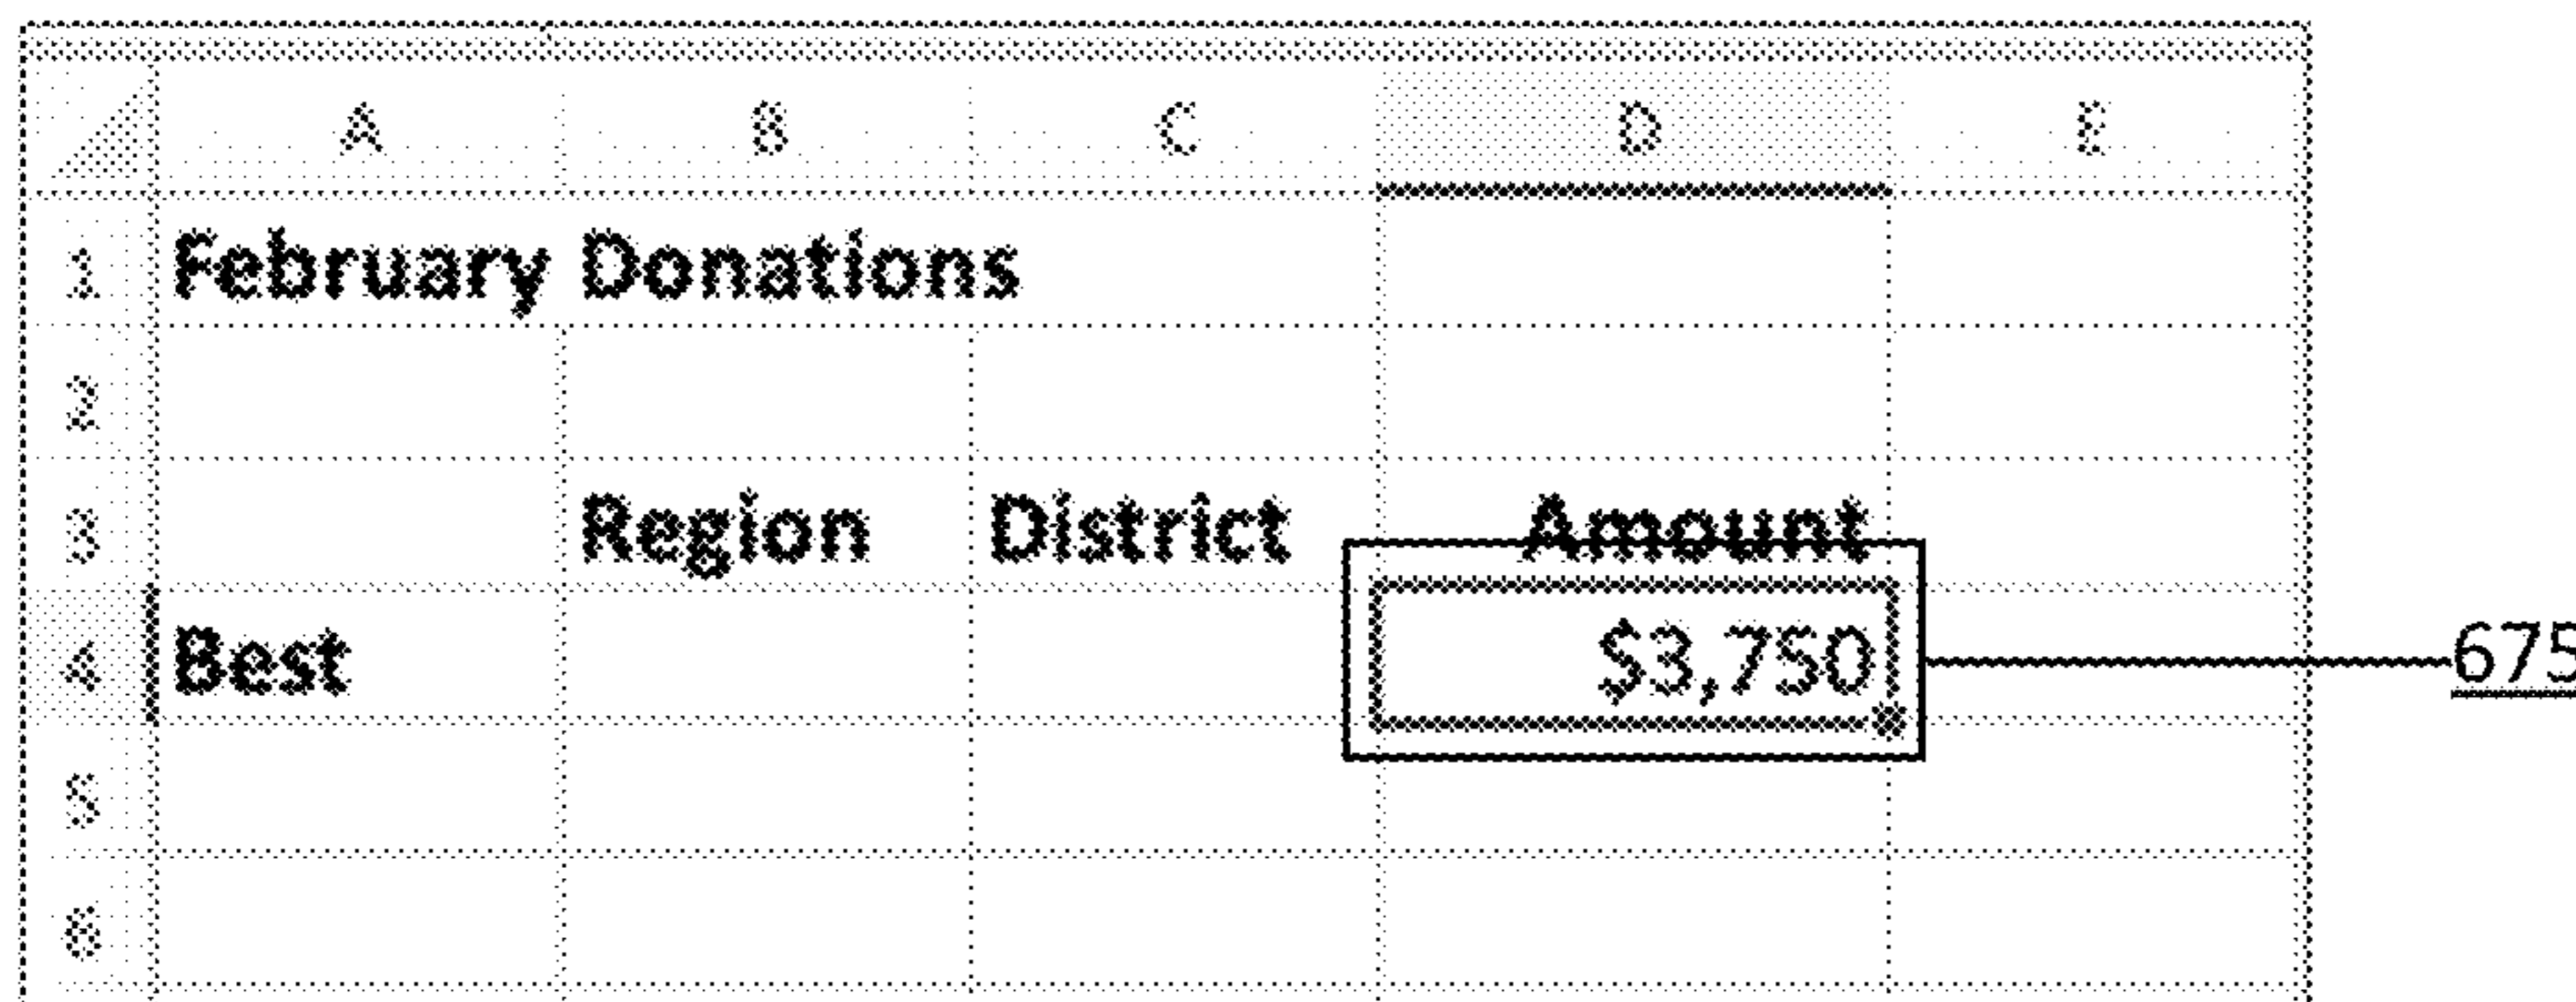 A B C D E
1 February Donations
2
3 Region District Amount
4 Best $3,750 675
5
6